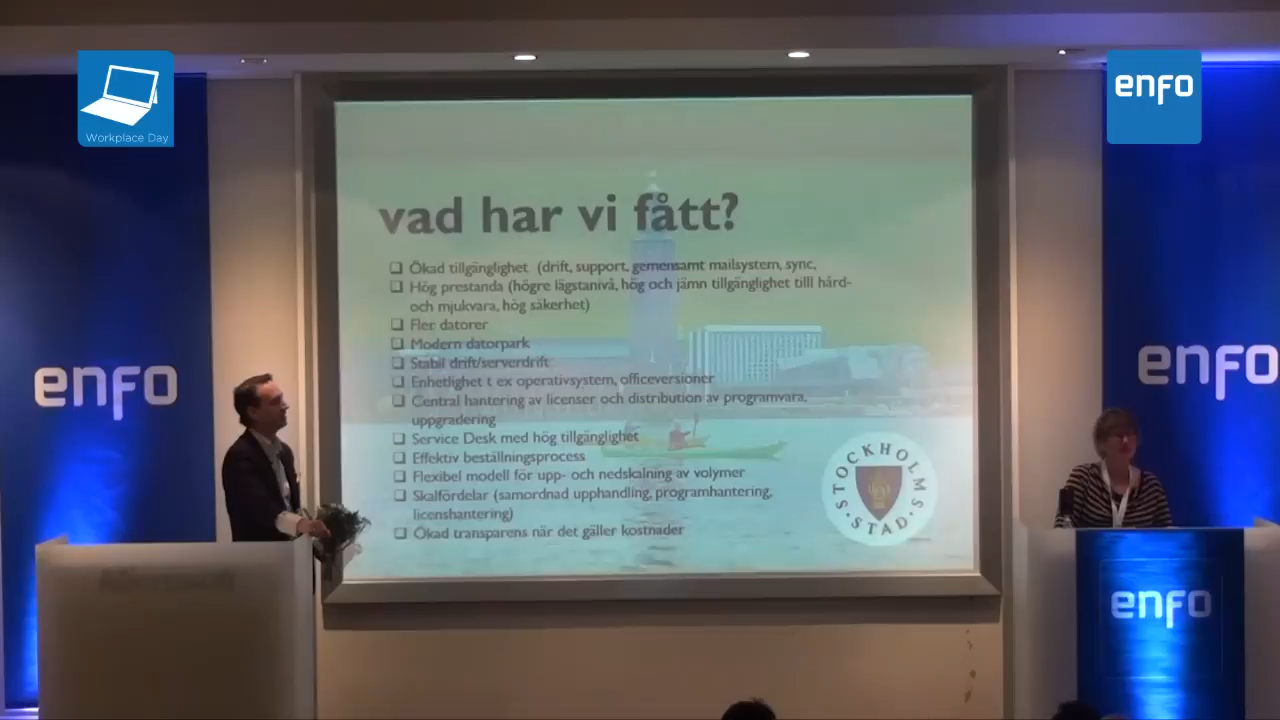 Workplace Day
enfo
vad har vi fått?
❑ Ökad tillgänglighet (drift, support, gemensamt mailsystem, sync,
❑ Hög prestanda (högre lägstanivå, hög och jämn tillgänglighet tilll hård-
och mjukvara, hög säkerhet)
❑ Fler datorer
❑ Modern datorpark
❑ Stabil drift/serverdrift
❑ Enhetlighet t ex operativsystem, officeversioner
❑ Central hantering av licenser och distribution av programvara,
uppgradering
❑ Service Desk med hög tillgänglighet
❑ Effektiv beställningsprocess
❑ Flexibel modell för upp- och nedskalning av volymer
❑ Skalfördelar (samordnad upphandling, programhantering,
licenshantering)
❑ Ökad transparens när det gäller kostnader
STOCKHOLMS
STAD
enfo
enfo
enfo